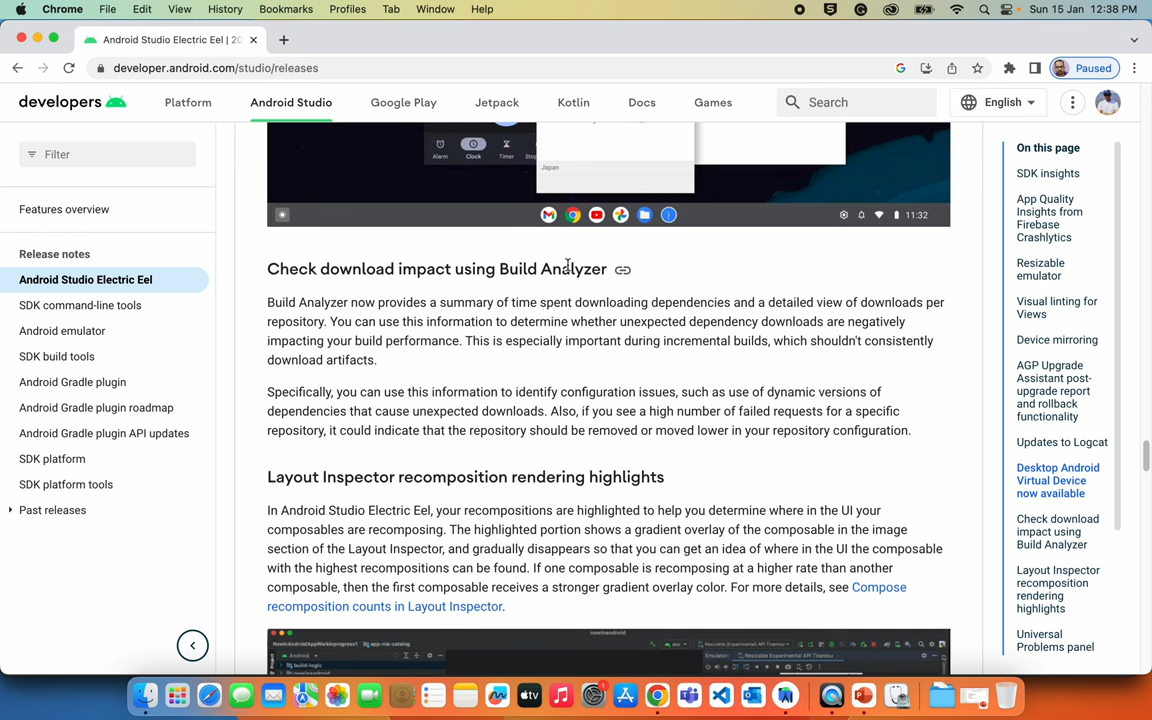 Chrome File Edit View History Bookmarks Profiles Tab Window Help Sun 15 Jan 12:38 PM
Android Studio Electric Eel | 20
developer.android.com/studio/releases
Paused
developers Platform Android Studio Google Play Jetpack Kotlin Docs Games Search English
Filter
Features overview
Release notes
Android Studio Electric Eel
SDK command-line tools
Android emulator
SDK build tools
Android Gradle plugin
Android Gradle plugin roadmap
Android Gradle plugin API updates
SDK platform
SDK platform tools
Past releases
Alarm Clock Timer Stop
Japan
11:32
Check download impact using Build Analyzer
Build Analyzer now provides a summary of time spent downloading dependencies and a detailed view of downloads per
repository. You can use this information to determine whether unexpected dependency downloads are negatively
impacting your build performance. This is especially important during incremental builds, which shouldn't consistently
download artifacts.
Specifically, you can use this information to identify configuration issues, such as use of dynamic versions of
dependencies that cause unexpected downloads. Also, if you see a high number of failed requests for a specific
repository, it could indicate that the repository should be removed or moved lower in your repository configuration.
Layout Inspector recomposition rendering highlights
In Android Studio Electric Eel, your recompositions are highlighted to help you determine where in the UI your
composables are recomposing. The highlighted portion shows a gradient overlay of the composable in the image
section of the Layout Inspector, and gradually disappears so that you can get an idea of where in the UI the composable
with the highest recompositions can be found. If one composable is recomposing at a higher rate than another
composable, then the first composable receives a stronger gradient overlay color. For more details, see Compose
recomposition counts in Layout Inspector.
nowinandroid
Android
build-logic
On this page
SDK insights
App Quality
Insights from
Firebase
Crashlytics
Resizable
emulator
Visual linting for
Views
Device mirroring
AGP Upgrade
Assistant post-
upgrade report
and rollback
functionality
Updates to Logcat
Desktop Android
Virtual Device
now available
Check download
impact using
Build Analyzer
Layout Inspector
recomposition
rendering
highlights
Universal
Problems panel